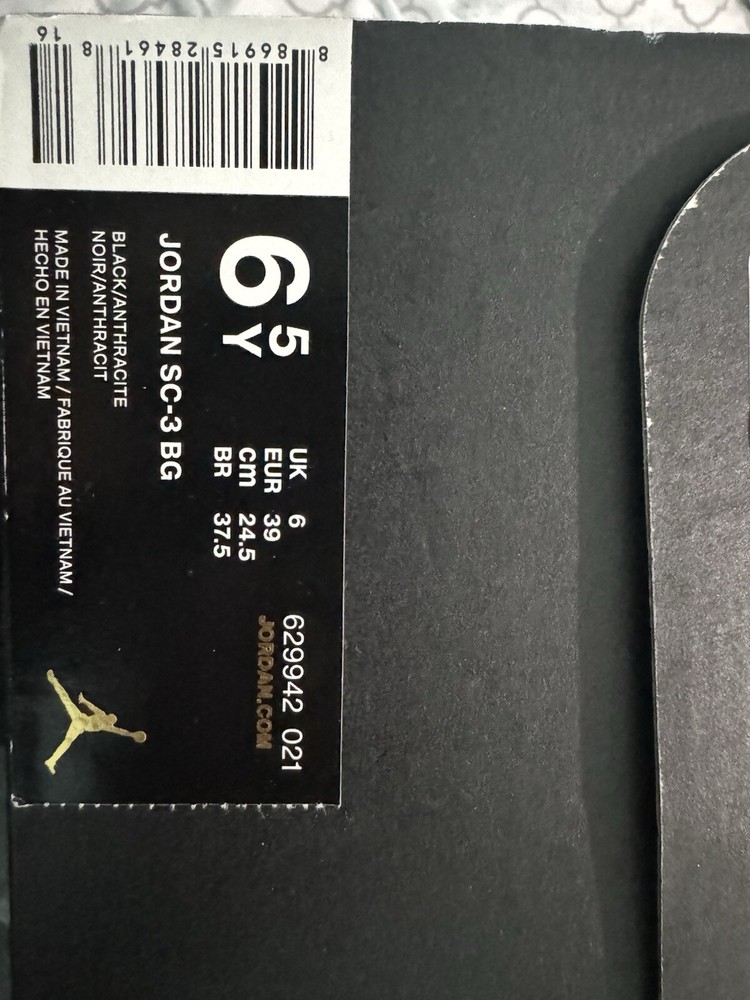 8 86915 28461 8 16
6 5Y
UK 6
EUR 39
cm 24.5
BR 37.5
629942 021
JORDAN.COM
JORDAN SC-3 BG
BLACK/ANTHRACITE
NOIR/ANTHRACIT
MADE IN VIETNAM / FABRIQUE AU VIETNAM /
HECHO EN VIETNAM